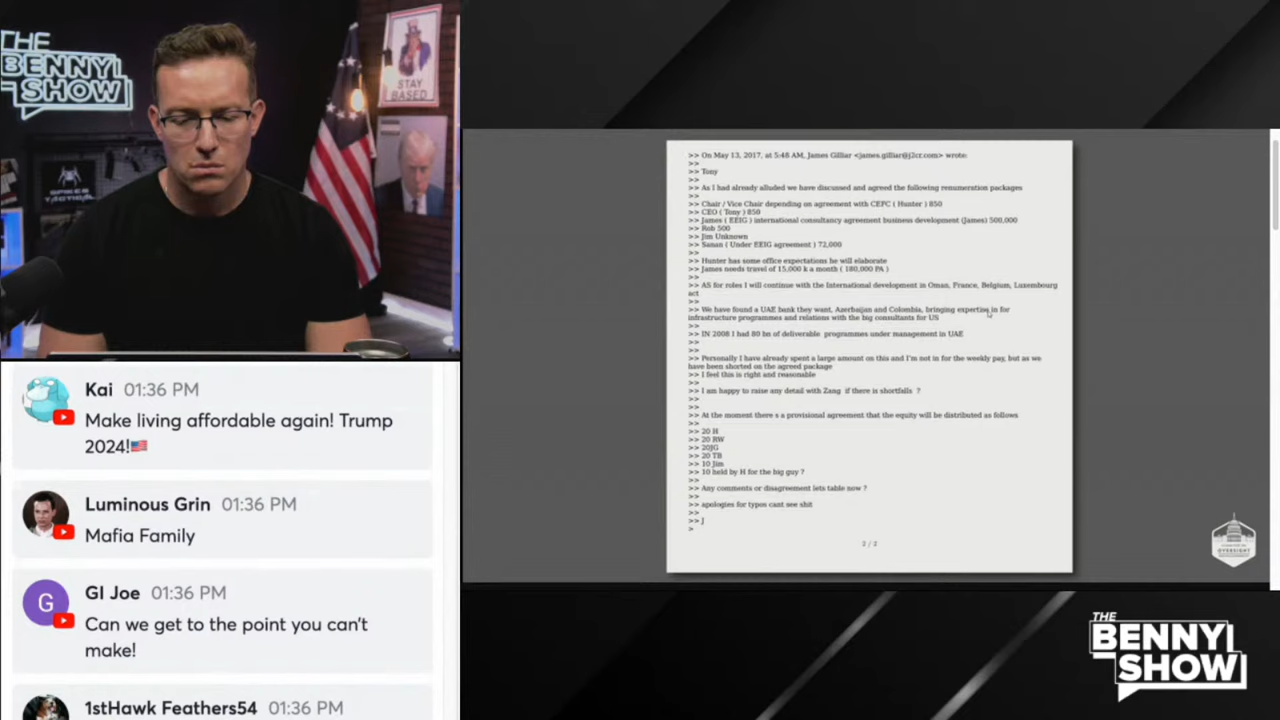 THE
BENNY
SHOW
STAY
BASED
SPIKES
TACTICAL
Kai 01:36 PM
Make living affordable again! Trump
2024!🇺🇸
Luminous Grin 01:36 PM
Mafia Family
G
GI Joe 01:36 PM
Can we get to the point you can't
make!
1stHawk Feathers54 01:36 PM
>> On May 13, 2017, at 5:48 AM, James Gilliar <james.gilliar@j2cr.com> wrote:
>>
>> Tony
>>
>> As I had already alluded we have discussed and agreed the following renumeration packages
>>
>> Chair / Vice Chair depending on agreement with CEFC ( Hunter ) 850
>> CEO ( Tony ) 850
>> James ( EEIG ) international consultancy agreement business development (James) 500,000
>> Rob 500
>> Jim Unknown
>> Sanan ( Under EEIG agreement ) 72,000
>>
>> Hunter has some office expectations he will elaborate
>> James needs travel of 15,000 k a month ( 180,000 PA )
>>
>> AS for roles I will continue with the International development in Oman, France, Belgium, Luxembourg
act
>>
>> We have found a UAE bank they want, Azerbaijan and Colombia, bringing expertise in for
infrastructure programmes and relations with the big consultants for US
>>
>> IN 2008 I had 80 bn of deliverable programmes under management in UAE
>>
>>
>> Personally I have already spent a large amount on this and I'm not in for the weekly pay, but as we
have been shorted on the agreed package
>> I feel this is right and reasonable
>>
>> I am happy to raise any detail with Zang if there is shortfalls ?
>>
>>
>> At the moment there s a provisional agreement that the equity will be distributed as follows
>>
>> 20 H
>> 20 RW
>> 20JG
>> 20 TB
>> 10 Jim
>> 10 held by H for the big guy ?
>>
>> Any comments or disagreement lets table now ?
>>
>> apologies for typos cant see shit
>>
>> J
>
2 / 2
OVERSIGHT
THE
BENNY
SHOW